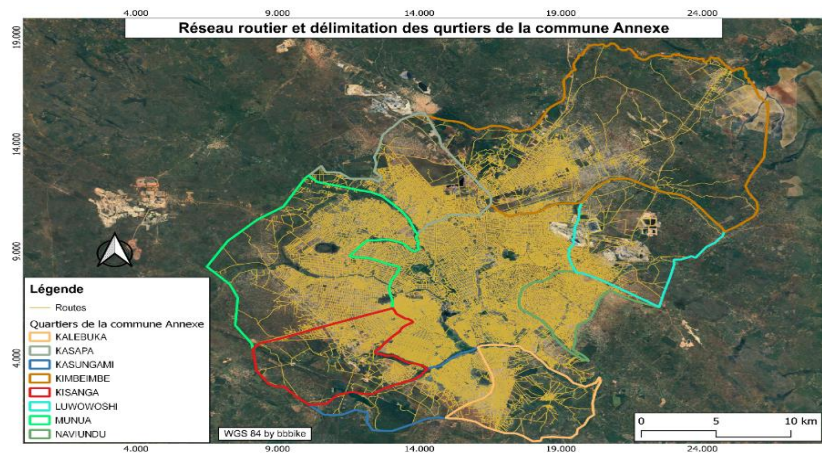 4.000 9.000 14.000 19.000 24.000
Réseau routier et délimitation des qurtiers de la commune Annexe
19.000
14.000
9.000
4.000
Légende
Routes
Quartiers de la commune Annexe
KALEBUKA
KASAPA
KASUNGAMI
KIMBEIMBE
KISANGA
LUWOWOSHI
MUNUA
NAVIUNDU
WGS 84 by bbbike
0 5 10 km
4.000 9.000 14.000 19.000 24.000